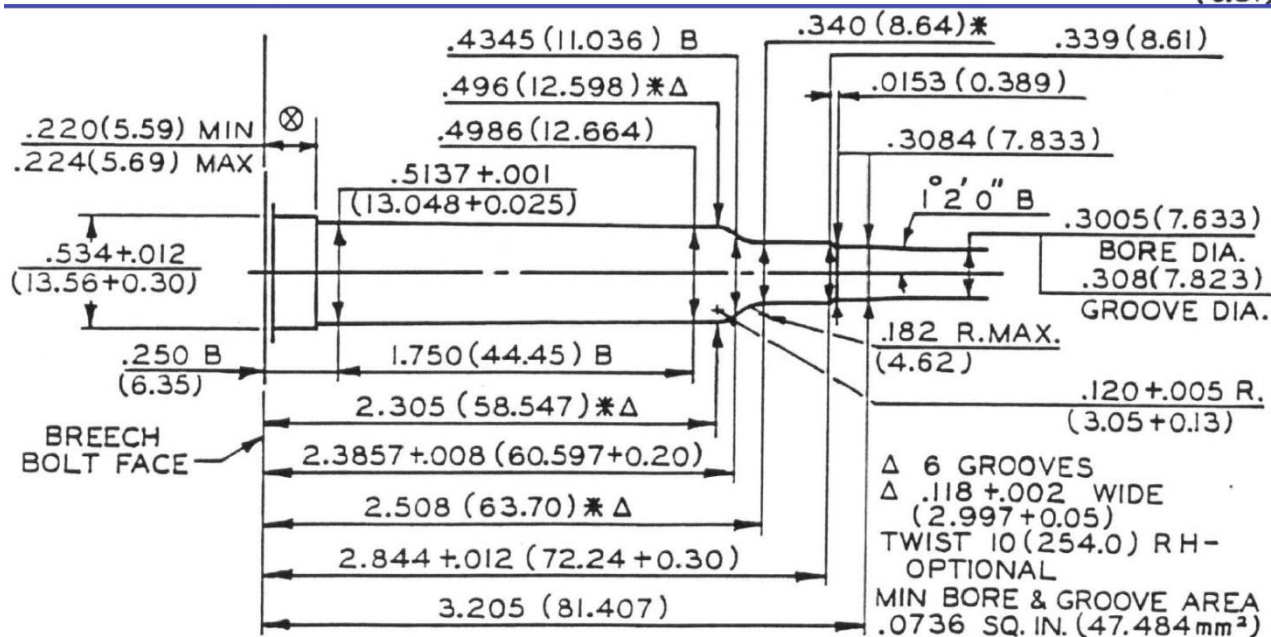 .4345(11.036) B
.340(8.64)*
.339(8.61)
.496(12.598)*Δ
.0153(0.389)
.220(5.59) MIN
.224(5.69) MAX
.4986(12.664)
.3084(7.833)
.5137+.001
(13.048+0.025)
1°2'0" B
.534+.012
(13.56+0.30)
.3005(7.633)
BORE DIA.
.308(7.823)
GROOVE DIA.
.250 B
(6.35)
1.750(44.45) B
.182 R.MAX.
(4.62)
2.305 (58.547)*Δ
.120+.005 R.
(3.05+0.13)
BREECH
BOLT FACE
2.3857+.008 (60.597+0.20)
2.508 (63.70)*Δ
2.844+.012 (72.24+0.30)
3.205 (81.407)
Δ 6 GROOVES
Δ .118+.002 WIDE
(2.997+0.05)
TWIST 10(254.0) RH-
OPTIONAL
MIN BORE & GROOVE AREA
.0736 SQ. IN. (47.484mm²)